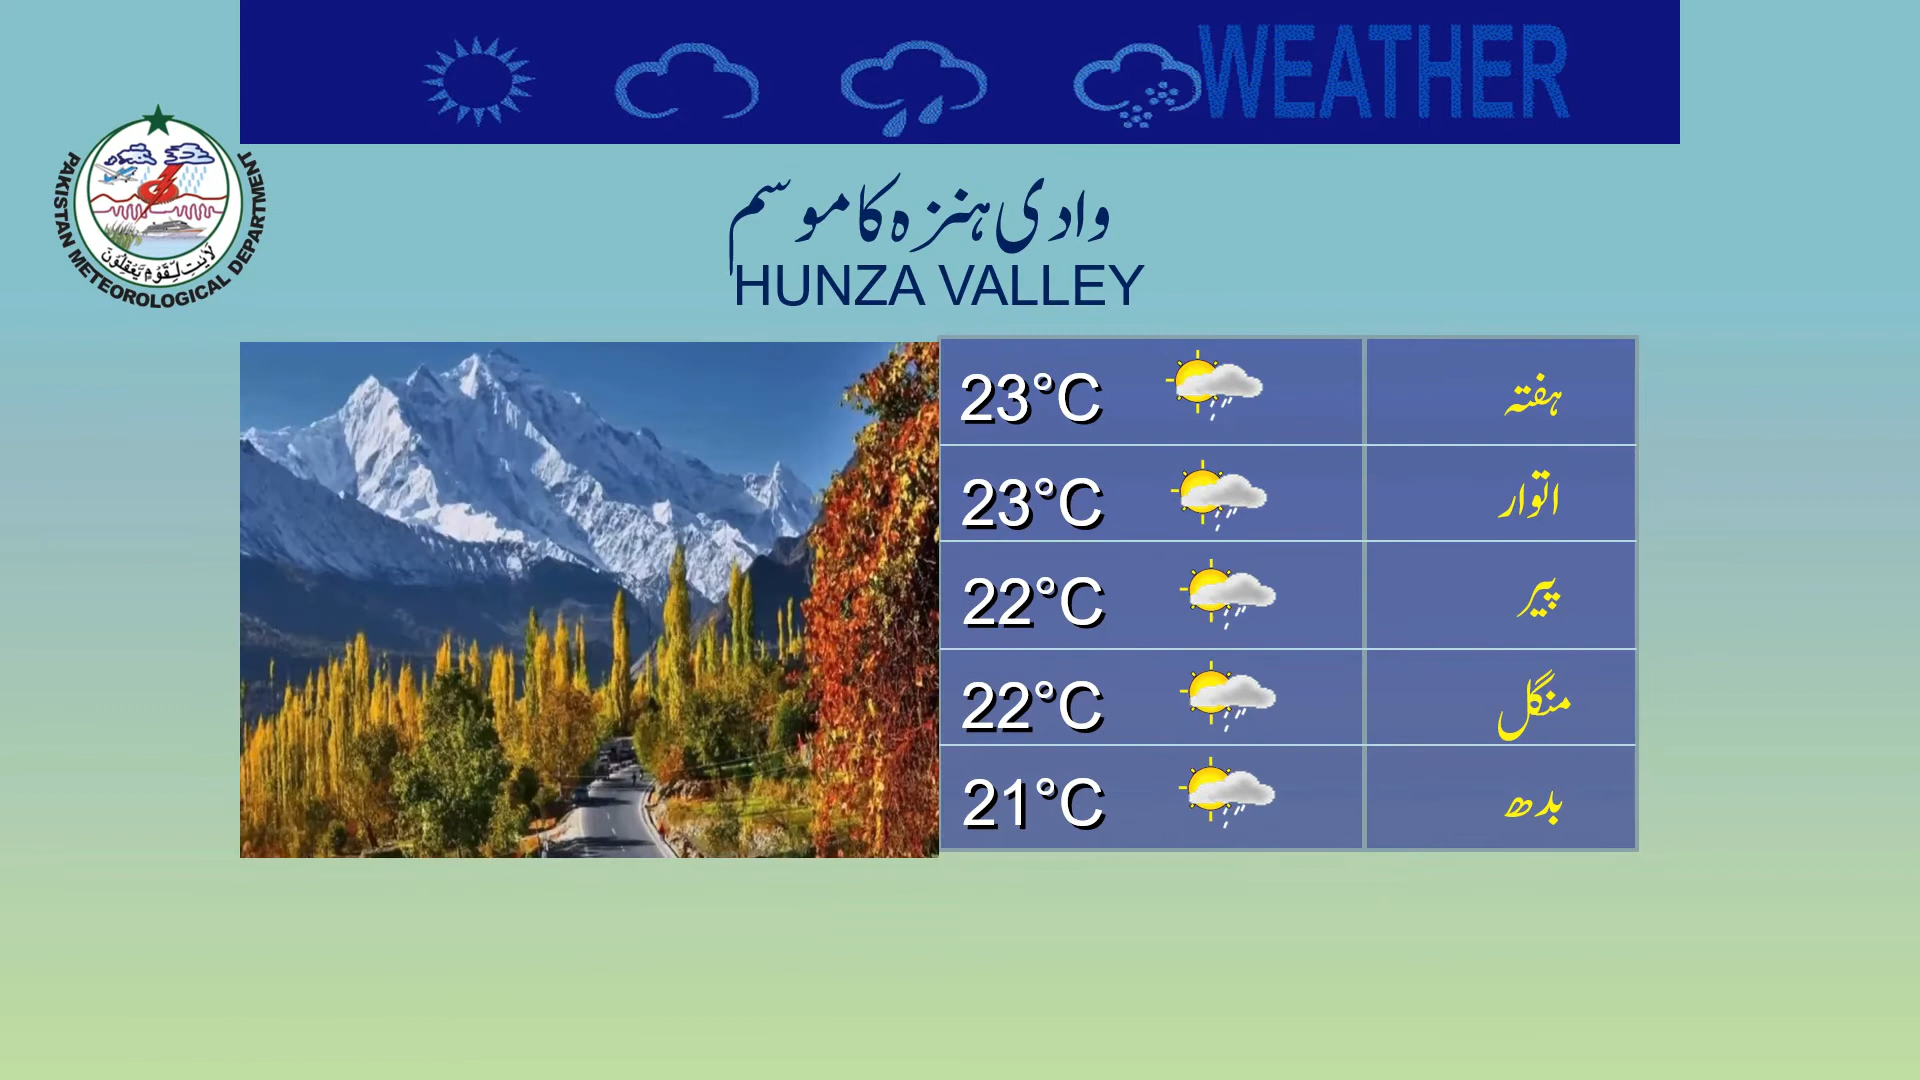 WEATHER
PAKISTAN METEOROLOGICAL DEPARTMENT
لَآيٰتٍ لِّقَوْمٍ يَّعْقِلُوْنَ
وادی ہنزہ کا موسم
HUNZA VALLEY
23°C ہفتہ
23°C اتوار
22°C پیر
22°C منگل
21°C بدھ